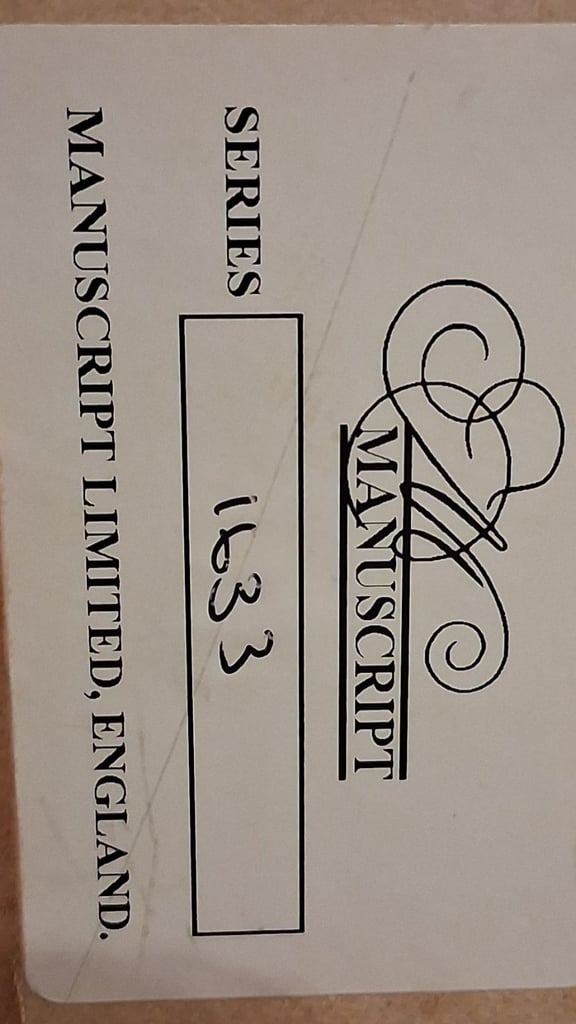 MANUSCRIPT
SERIES 1633
MANUSCRIPT LIMITED, ENGLAND.